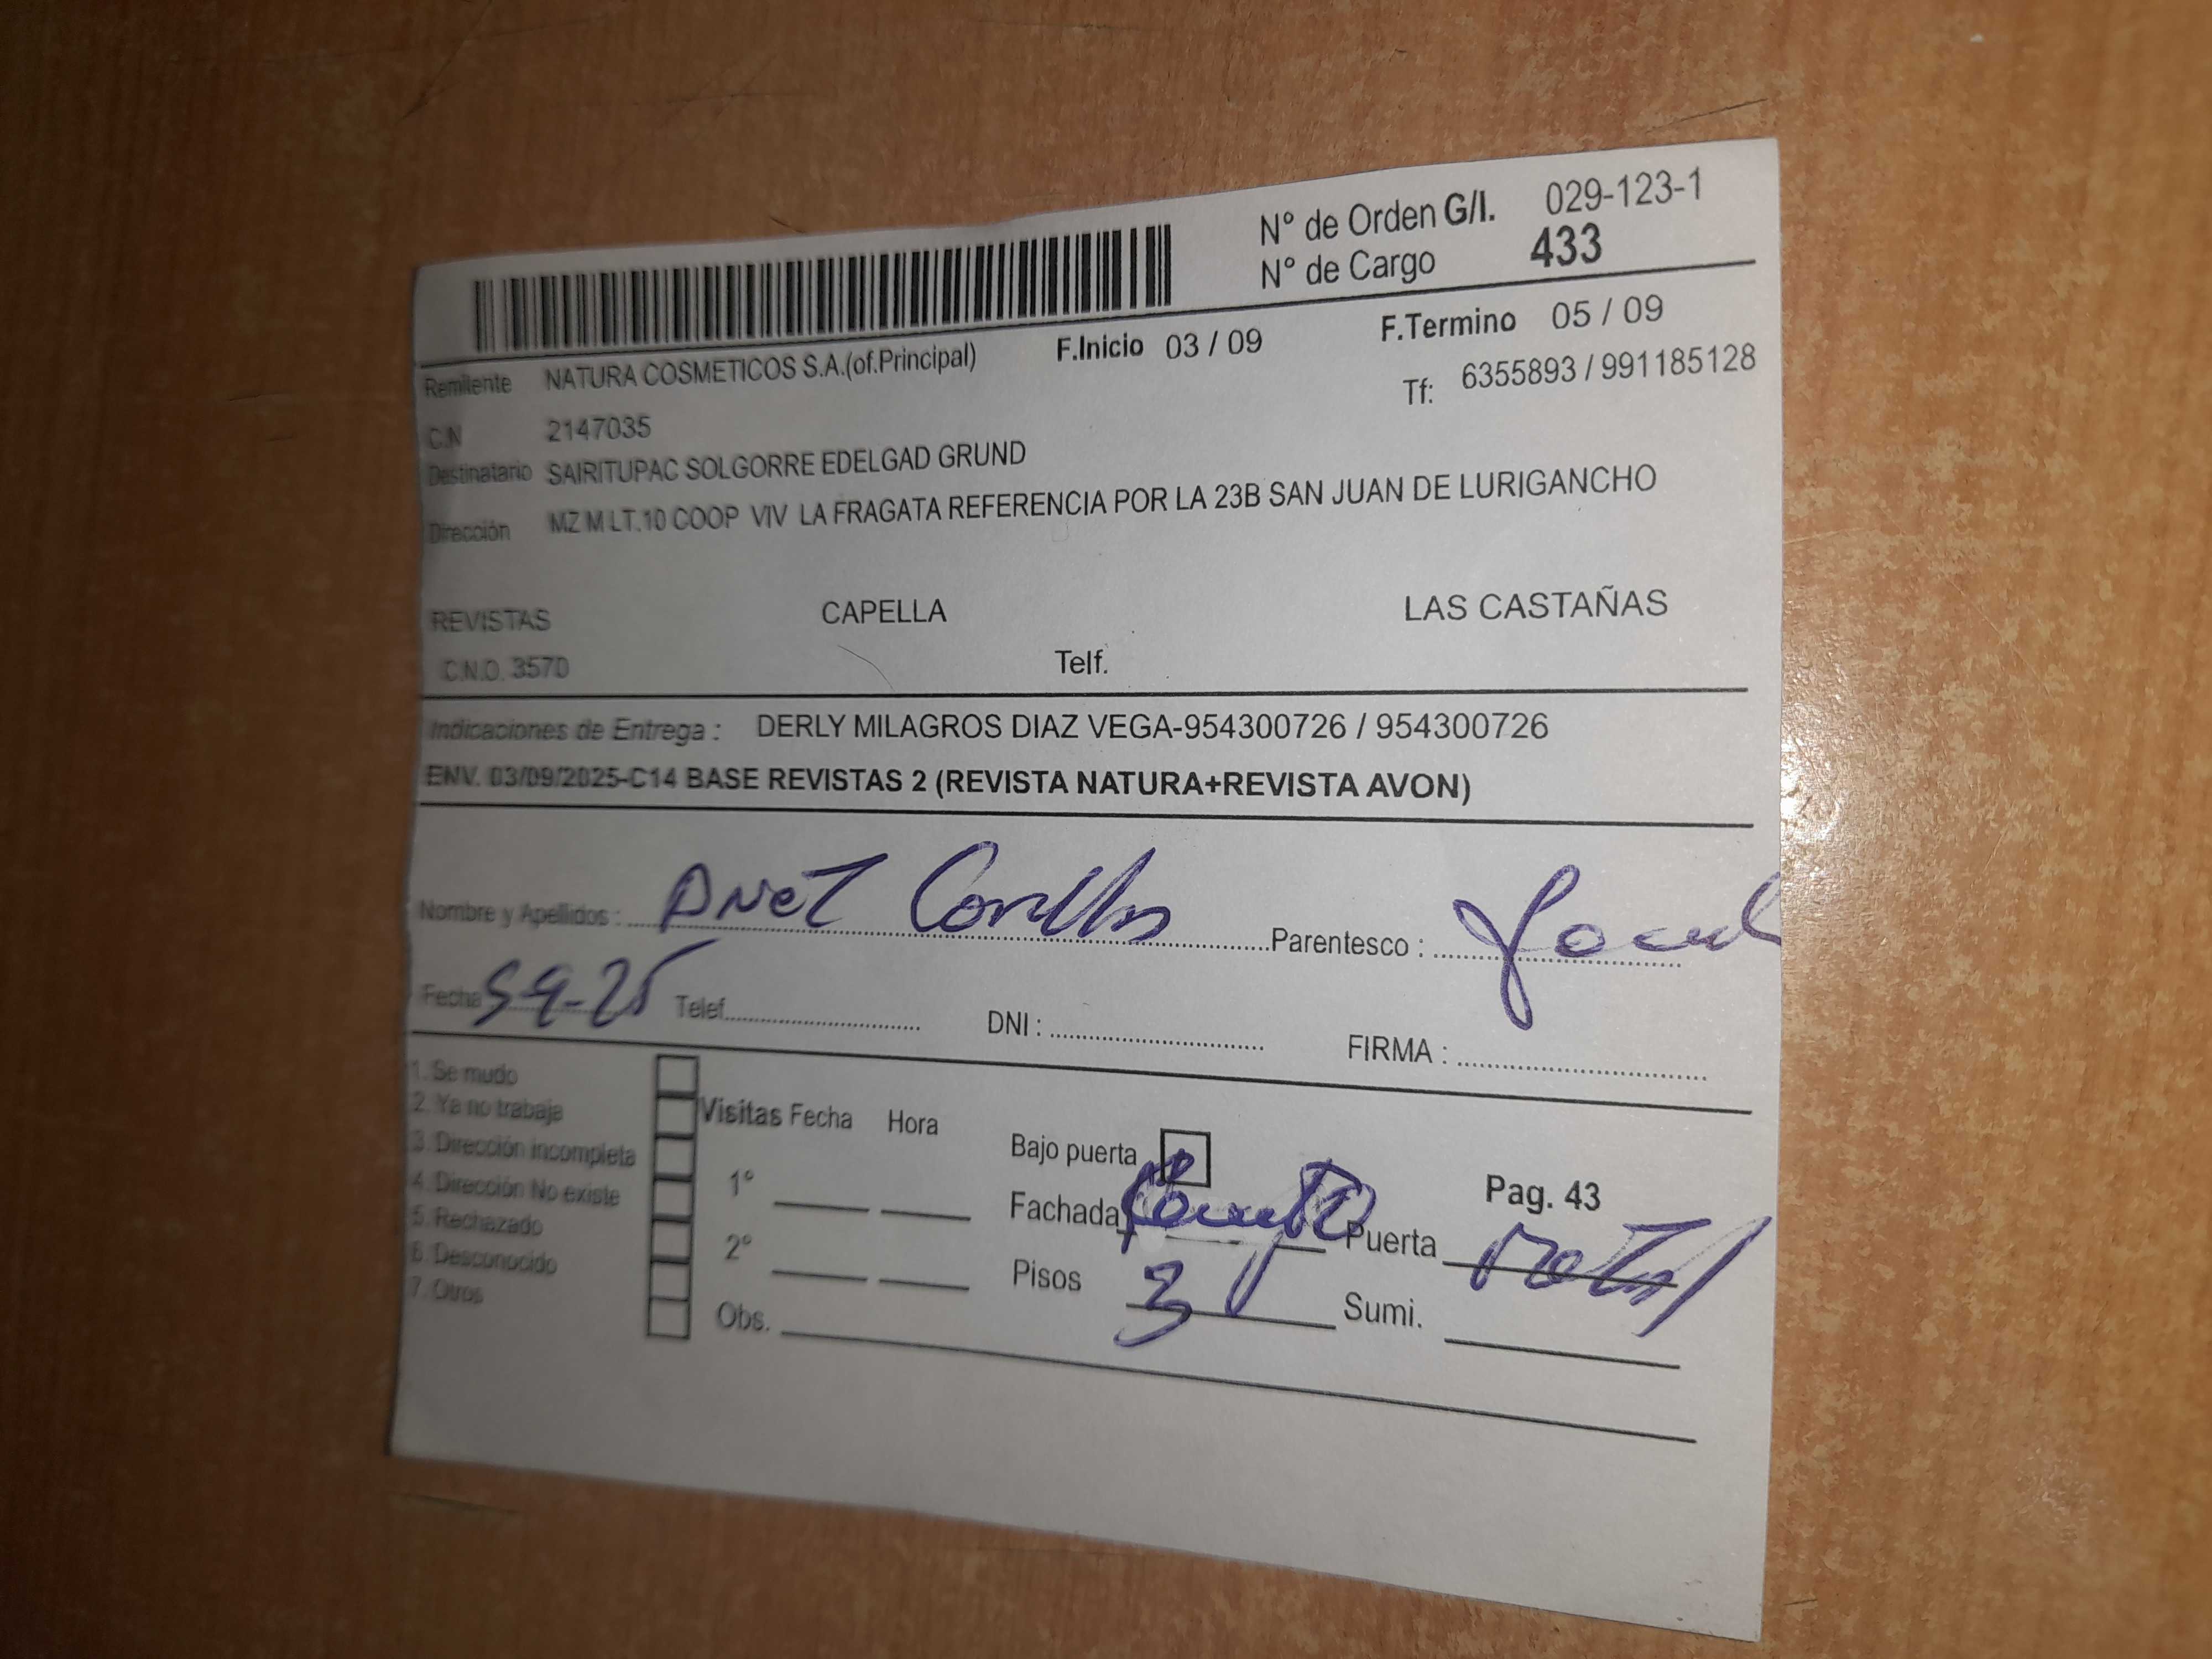 N° de Orden G/I. 029-123-1
N° de Cargo 433
F.Inicio 03 / 09 F.Termino 05 / 09
Remitente NATURA COSMETICOS S.A.(of.Principal) Tf: 6355893 / 991185128
C.N 2147035
Destinatario SAIRITUPAC SOLGORRE EDELGAD GRUND
Dirección MZ M LT.10 COOP VIV LA FRAGATA REFERENCIA POR LA 23B SAN JUAN DE LURIGANCHO
REVISTAS CAPELLA LAS CASTAÑAS
C.N.O. 3570 Telf.
Indicaciones de Entrega : DERLY MILAGROS DIAZ VEGA-954300726 / 954300726
ENV. 03/09/2025-C14 BASE REVISTAS 2 (REVISTA NATURA+REVISTA AVON)
Nombre y Apellidos : Anet Parentesco :
Fecha 5 9-25 Telef. DNI : FIRMA :
1. Se mudo
2. Ya no trabaja Visitas Fecha Hora
3. Dirección incompleta Bajo puerta
4. Dirección No existe 1° Fachada Pag. 43
5. Rechazado Puerta metal
6. Desconocido 2° Pisos 3
7. Otros Obs. Sumi.